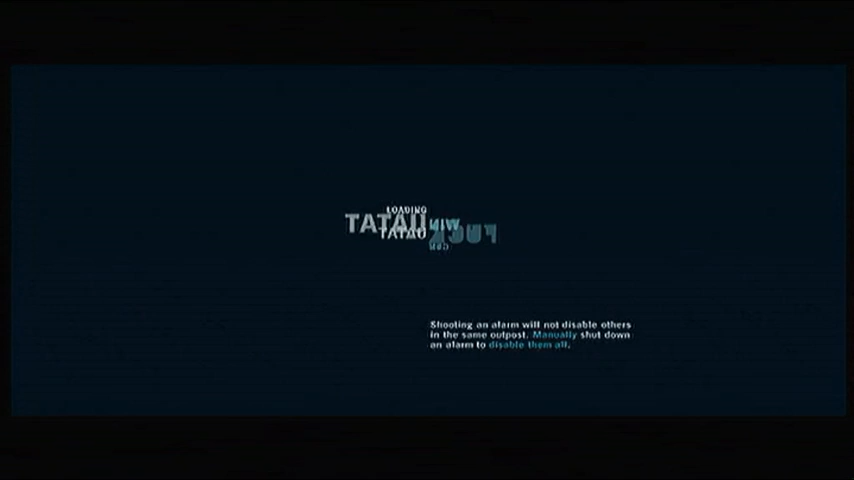 LOADING
TATAU
TATAU
Shooting an alarm will not disable others
in the same outpost. Manually shut down
an alarm to disable them all.